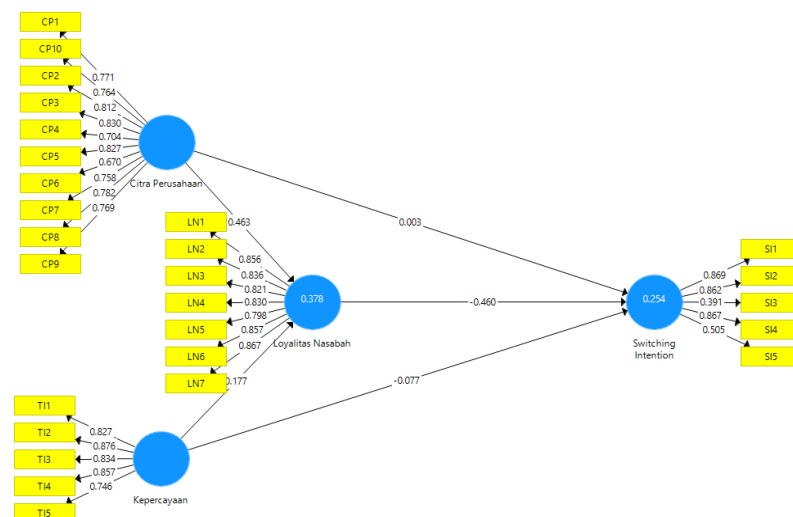 CP1
CP10
CP2
CP3
CP4
CP5
CP6
CP7
CP8
CP9
0.771
0.764
0.812
0.830
0.704
0.827
0.670
0.758
0.782
0.769
Citra Perusahaan
0.463
0.003
LN1
LN2
LN3
LN4
LN5
LN6
LN7
0.856
0.836
0.821
0.830
0.798
0.857
0.867
0.378
Loyalitas Nasabah
0.177
-0.460
-0.077
0.254
Switching
Intention
0.869
0.862
0.391
0.867
0.505
SI1
SI2
SI3
SI4
SI5
TI1
TI2
TI3
TI4
TI5
0.827
0.876
0.834
0.857
0.746
Kepercayaan